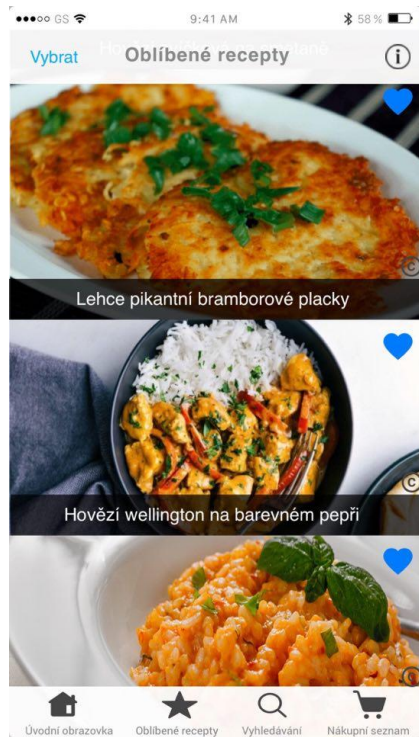 GS 9:41 AM 58 %
Vybrat Oblíbené recepty
Lehce pikantní bramborové placky
Hovězí wellington na barevném pepři
Úvodní obrazovka Oblíbené recepty Vyhledávání Nákupní seznam